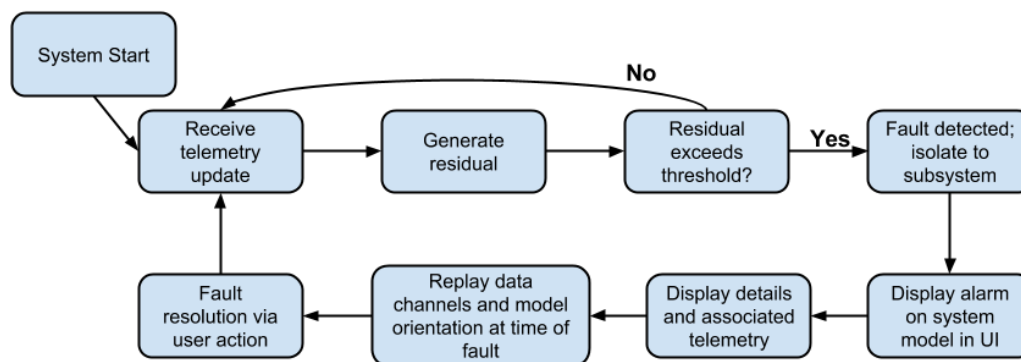 System Start
No
Receive
telemetry
update
Generate
residual
Residual
exceeds
threshold?
Yes
Fault detected;
isolate to
subsystem
Fault
resolution via
user action
Replay data
channels and model
orientation at time of
fault
Display details
and associated
telemetry
Display alarm
on system
model in UI